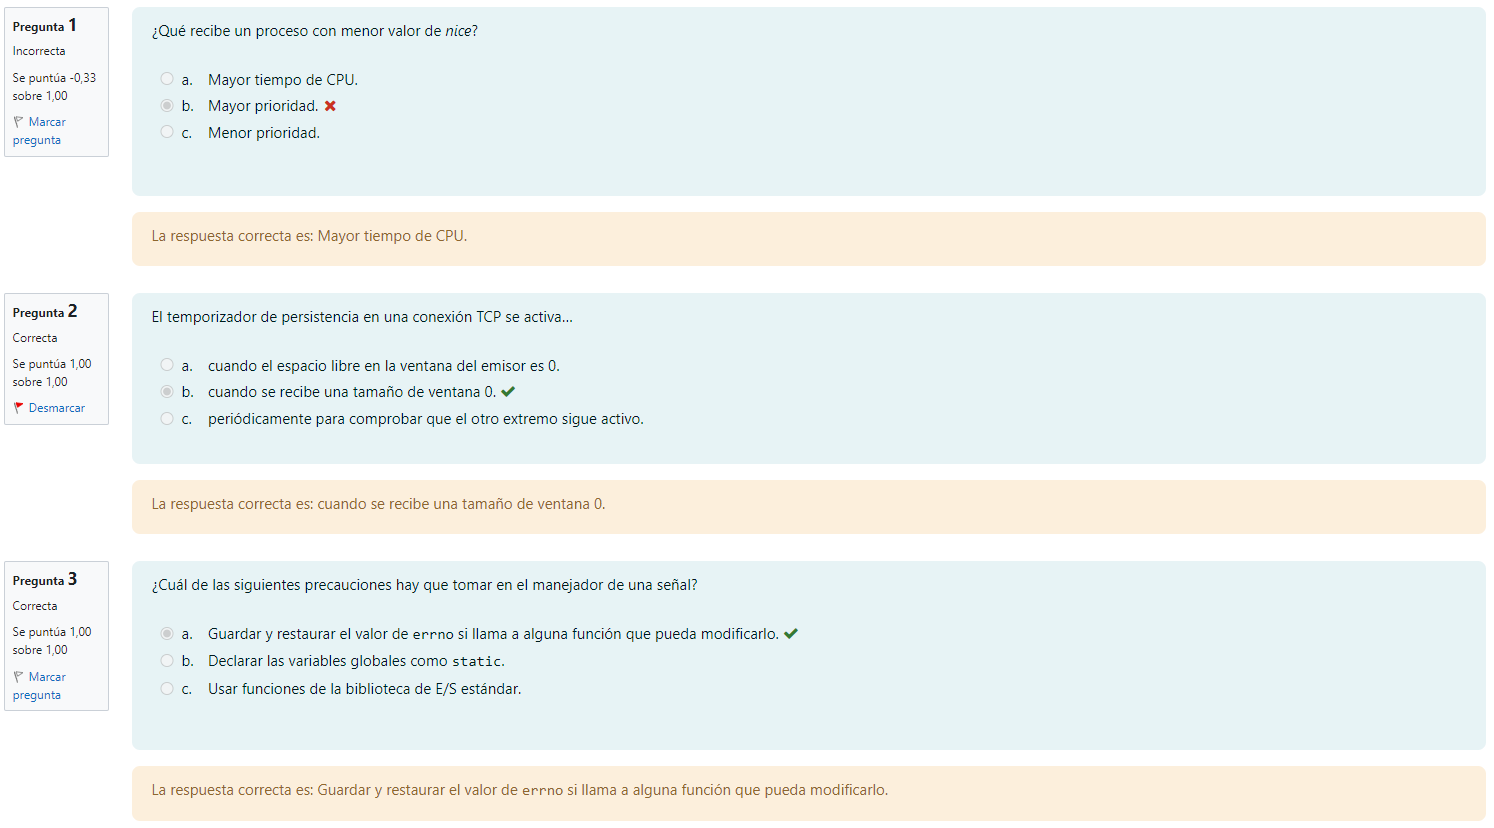 Pregunta 1
Incorrecta
Se puntúa -0,33
sobre 1,00
Marcar
pregunta
¿Qué recibe un proceso con menor valor de nice?
a. Mayor tiempo de CPU.
b. Mayor prioridad.
c. Menor prioridad.
La respuesta correcta es: Mayor tiempo de CPU.
Pregunta 2
Correcta
Se puntúa 1,00
sobre 1,00
Desmarcar
El temporizador de persistencia en una conexión TCP se activa...
a. cuando el espacio libre en la ventana del emisor es 0.
b. cuando se recibe una tamaño de ventana 0.
c. periódicamente para comprobar que el otro extremo sigue activo.
La respuesta correcta es: cuando se recibe una tamaño de ventana 0.
Pregunta 3
Correcta
Se puntúa 1,00
sobre 1,00
Marcar
pregunta
¿Cuál de las siguientes precauciones hay que tomar en el manejador de una señal?
a. Guardar y restaurar el valor de errno si llama a alguna función que pueda modificarlo.
b. Declarar las variables globales como static.
c. Usar funciones de la biblioteca de E/S estándar.
La respuesta correcta es: Guardar y restaurar el valor de errno si llama a alguna función que pueda modificarlo.